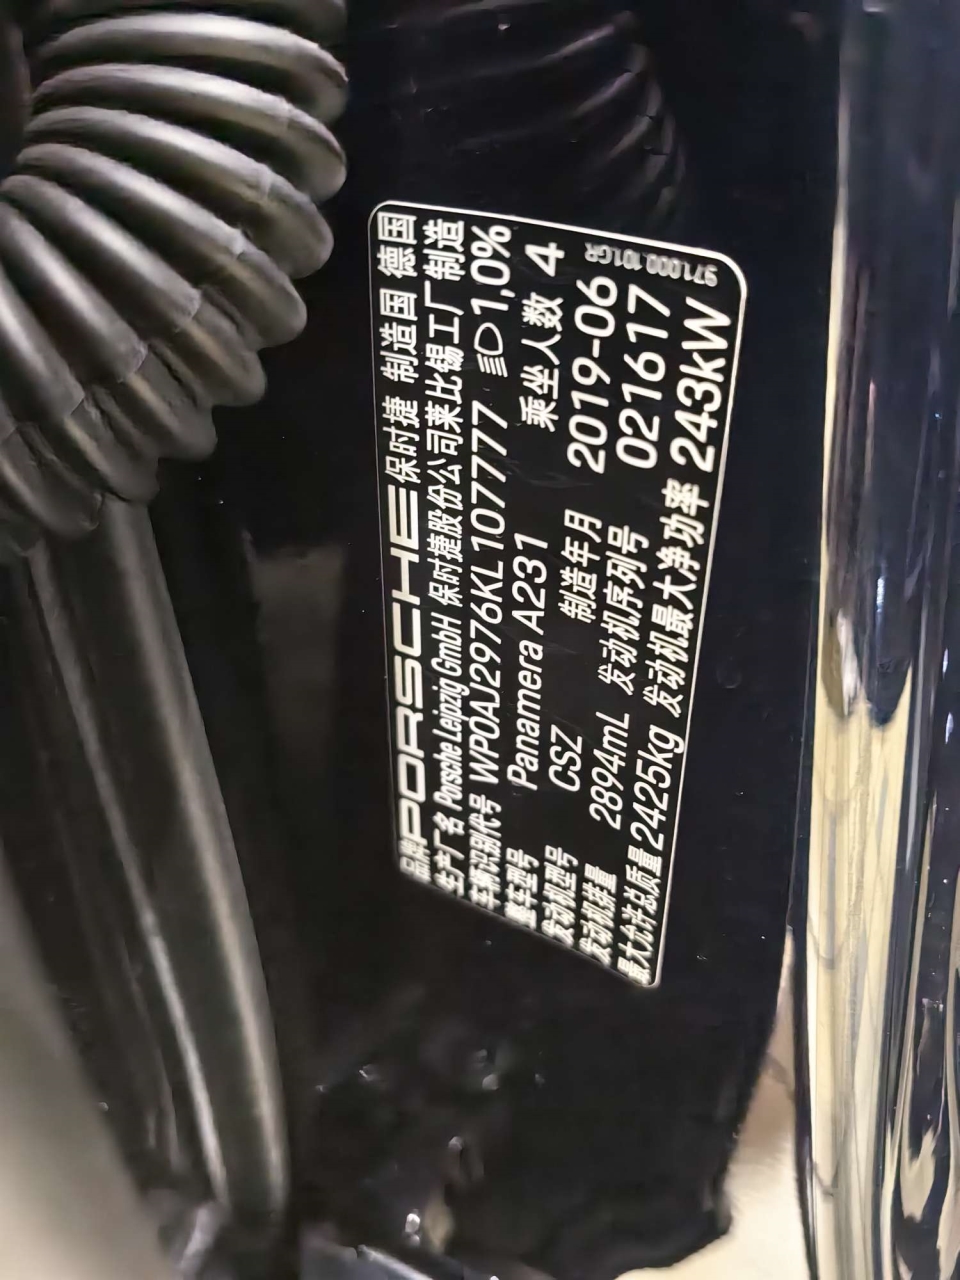 品牌 PORSCHE 保时捷 制造国 德国
生产厂名 Porsche Leipzig GmbH 保时捷股份公司莱比锡工厂制造
车辆识别代号 WP0AJ2976KL107777 1,0%
整车型号 Panamera A231 乘坐人数 4
发动机型号 CSZ 制造年月 2019-06
发动机排量 2894mL 发动机序列号 021617
最大允许总质量 2425kg 发动机最大净功率 243kW
971.000.101.GR